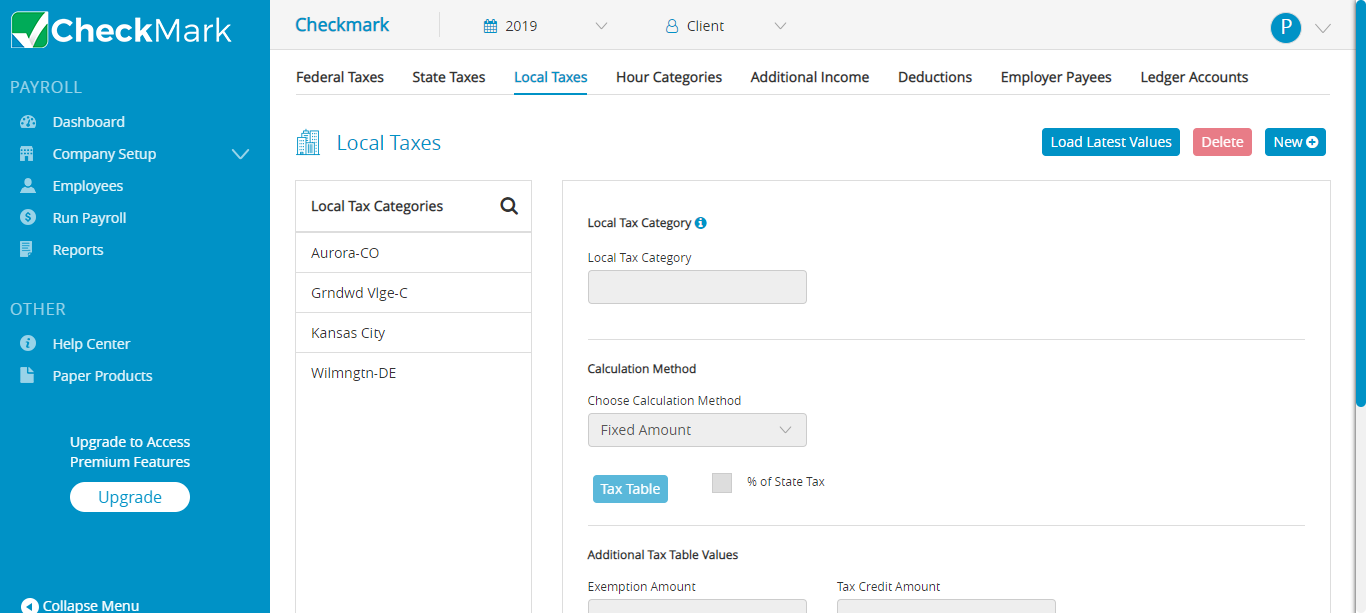 CheckMark
Checkmark 2019 Client P
PAYROLL
Dashboard
Company Setup
Employees
Run Payroll
Reports
OTHER
Help Center
Paper Products
Upgrade to Access
Premium Features
Upgrade
Collapse Menu
Federal Taxes State Taxes Local Taxes Hour Categories Additional Income Deductions Employer Payees Ledger Accounts
Local Taxes
Load Latest Values Delete New
Local Tax Categories
Aurora-CO
Grndwd Vlge-C
Kansas City
Wilmngtn-DE
Local Tax Category
Local Tax Category
Calculation Method
Choose Calculation Method
Fixed Amount
Tax Table % of State Tax
Additional Tax Table Values
Exemption Amount Tax Credit Amount